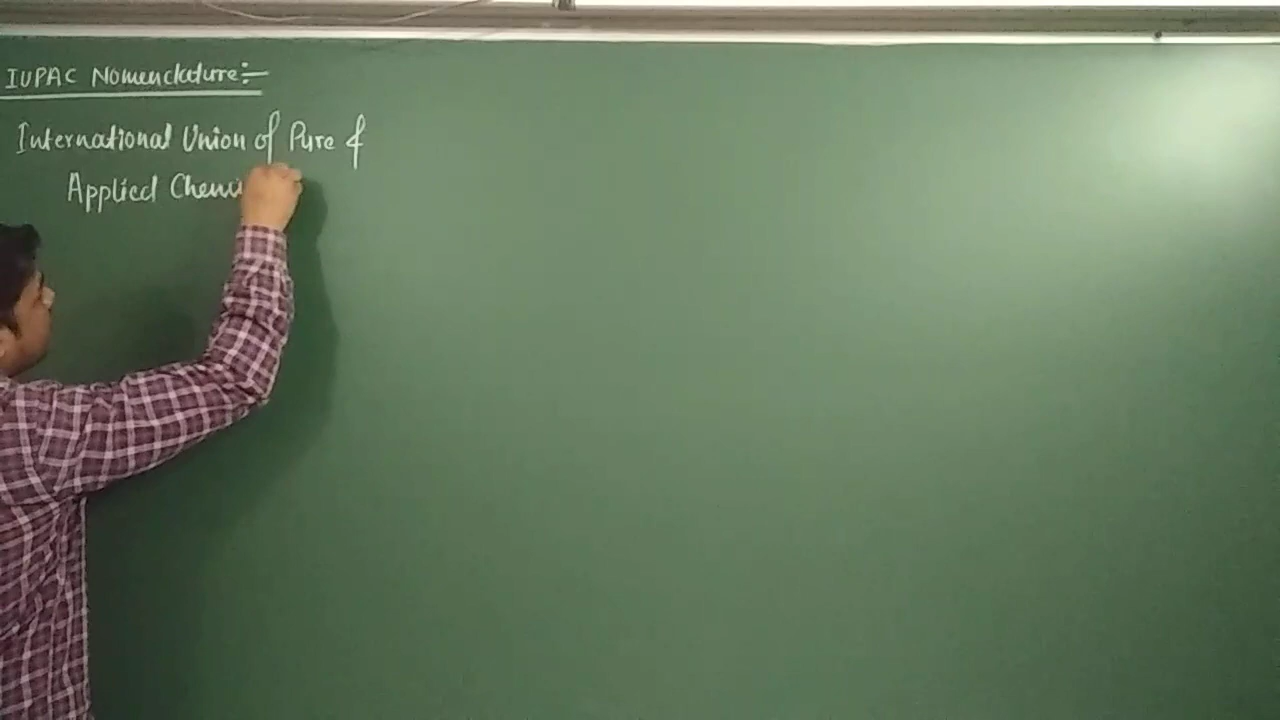 IUPAC Nomenclature:-
International Union of Pure &
Applied Chemi